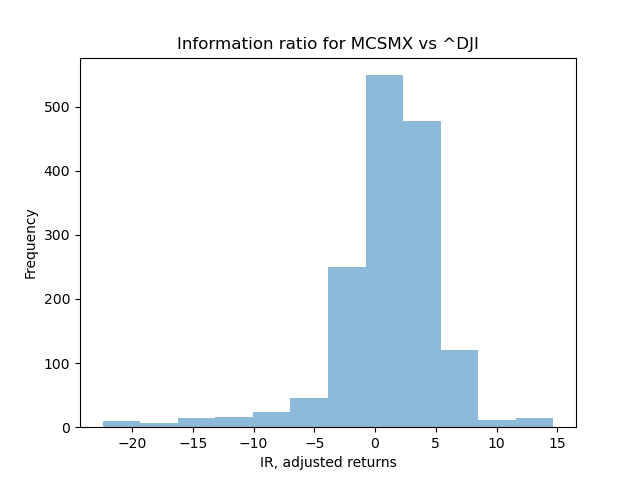 Information ratio for MCSMX vs ^DJI
Frequency
500
400
300
200
100
0
−20 −15 −10 −5 0 5 10 15
IR, adjusted returns